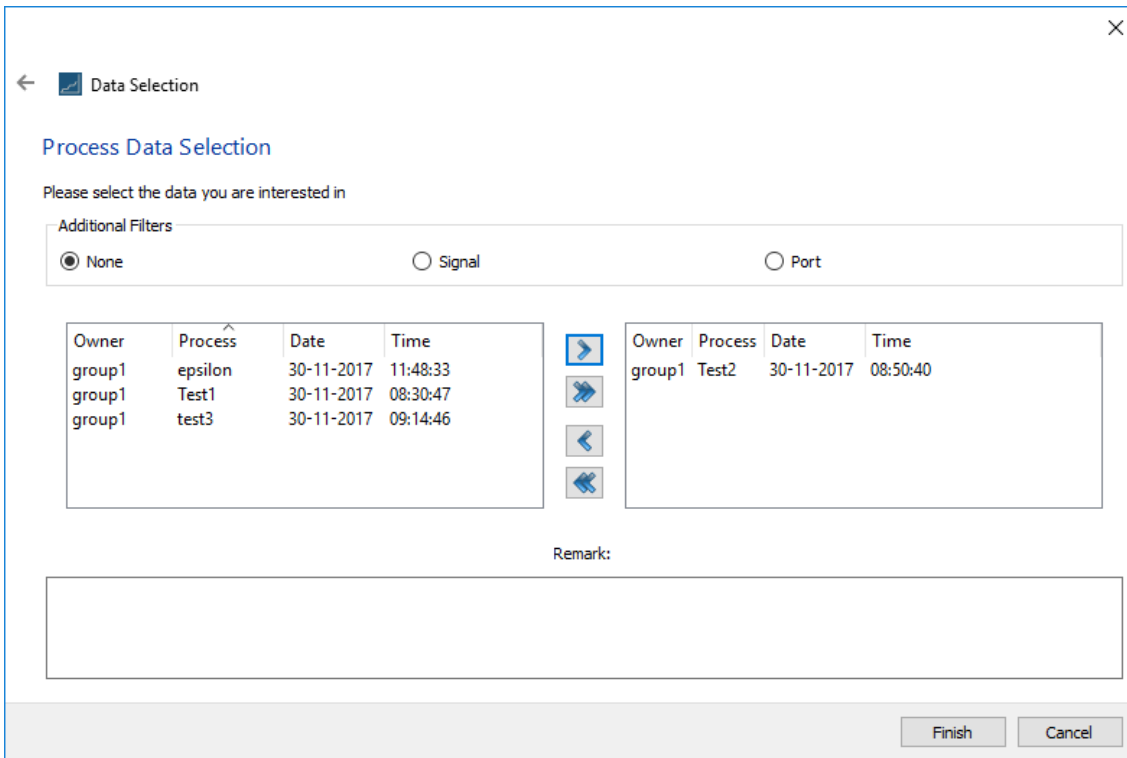 Data Selection
Process Data Selection
Please select the data you are interested in
Additional Filters
None Signal Port
Owner Process Date Time
group1 epsilon 30-11-2017 11:48:33
group1 Test1 30-11-2017 08:30:47
group1 test3 30-11-2017 09:14:46
Owner Process Date Time
group1 Test2 30-11-2017 08:50:40
Remark:
Finish Cancel